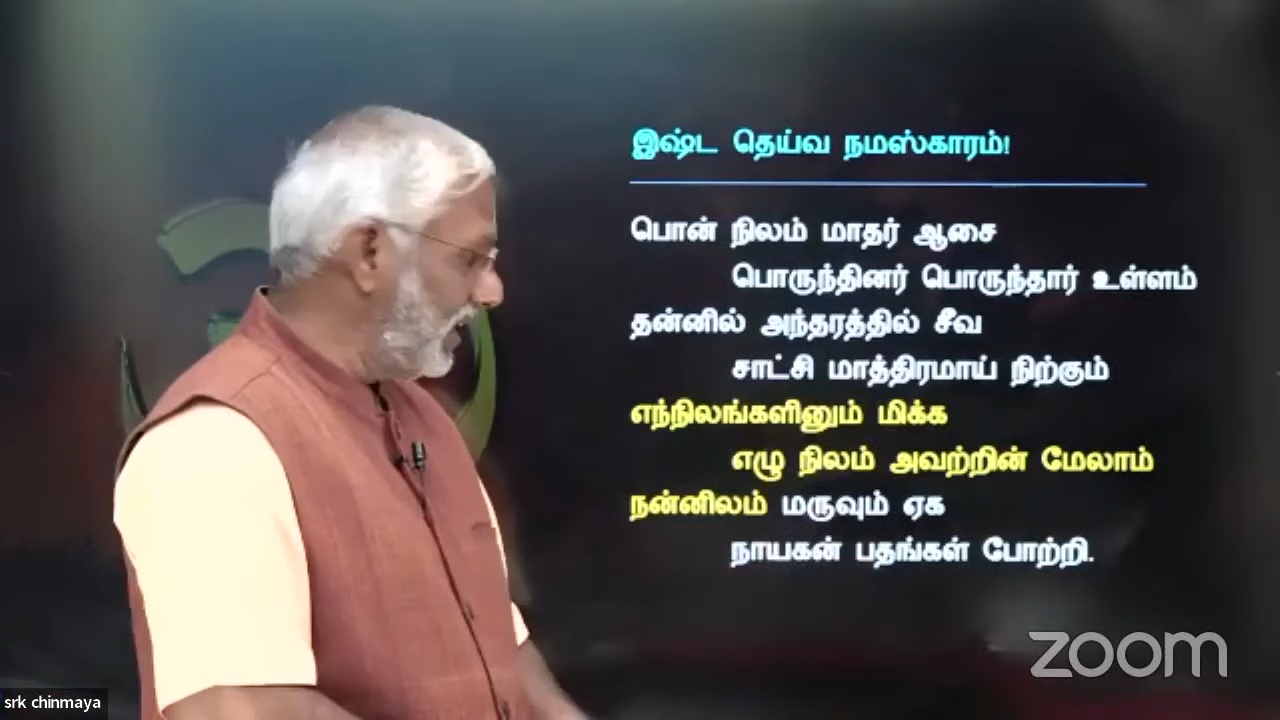 இஷ்ட தெய்வ நமஸ்காரம்!
பொன் நிலம் மாதர் ஆசை
பொருந்தினர் பொருந்தார் உள்ளம்
தன்னில் அந்தரத்தில் சீவ
சாட்சி மாத்திரமாய் நிற்கும்
எந்நிலங்களினும் மிக்க
எழு நிலம் அவற்றின் மேலாம்
நன்னிலம் மருவும் ஏக
நாயகன் பதங்கள் போற்றி.
zoom
srk chinmaya